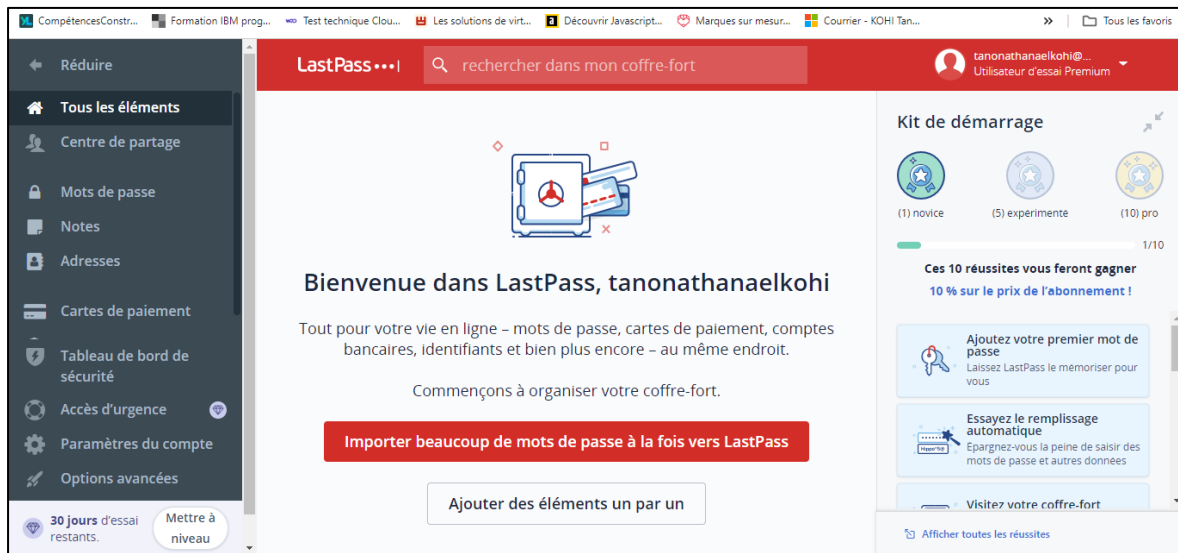 CompétencesConstr...
Formation IBM prog...
Test technique Clou...
Les solutions de virt...
Découvrir Javascript...
Marques sur mesur...
Courrier - KOHI Tan...
»
Tous les favoris
Réduire
Tous les éléments
Centre de partage
Mots de passe
Notes
Adresses
Cartes de paiement
Tableau de bord de
sécurité
Accès d'urgence
Paramètres du compte
Options avancées
30 jours d'essai
restants.
Mettre à
niveau
LastPass
rechercher dans mon coffre-fort
tanonathanaelkohi@...
Utilisateur d'essai Premium
Bienvenue dans LastPass, tanonathanaelkohi
Tout pour votre vie en ligne – mots de passe, cartes de paiement, comptes
bancaires, identifiants et bien plus encore – au même endroit.
Commençons à organiser votre coffre-fort.
Importer beaucoup de mots de passe à la fois vers LastPass
Ajouter des éléments un par un
Kit de démarrage
(1) novice
(5) experimente
(10) pro
1/10
Ces 10 réussites vous feront gagner
10 % sur le prix de l'abonnement !
Ajoutez votre premier mot de
passe
Laissez LastPass le mémoriser pour
vous
Essayez le remplissage
automatique
Épargnez-vous la peine de saisir des
mots de passe et autres données
Visitez votre coffre-fort
Afficher toutes les réussites